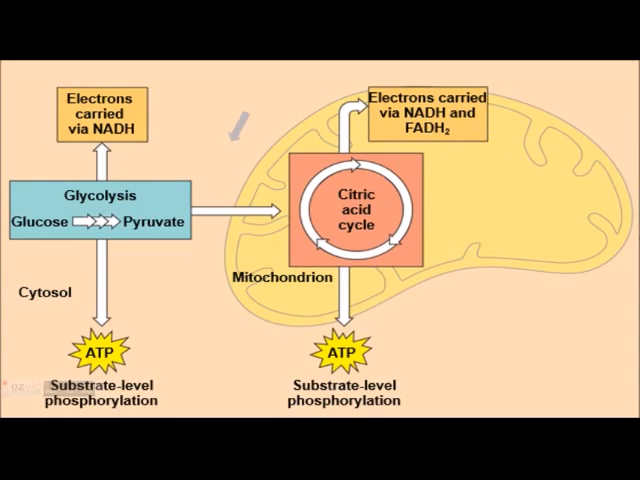 Electrons
carried
via NADH
Electrons carried
via NADH and
FADH₂
Glycolysis
Glucose Pyruvate
Citric
acid
cycle
Mitochondrion
Cytosol
ATP
ATP
Substrate-level
phosphorylation
Substrate-level
phosphorylation